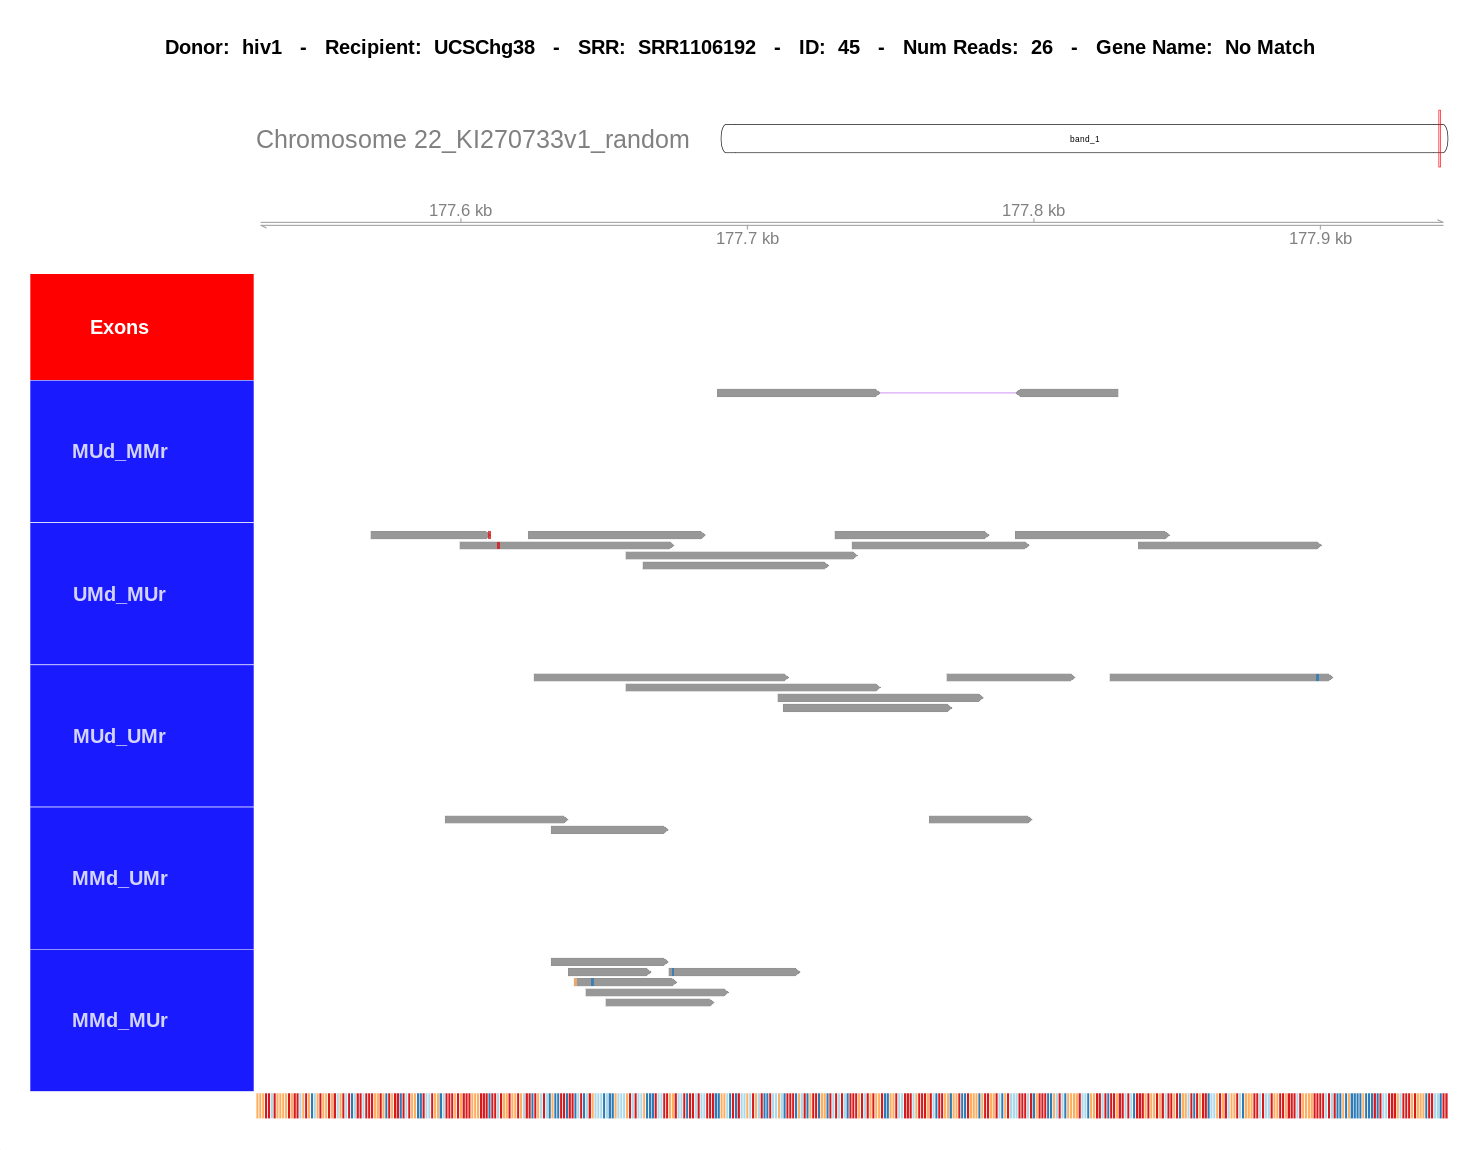 Donor: hiv1 - Recipient: UCSChg38 - SRR: SRR1106192 - ID: 45 - Num Reads: 26 - Gene Name: No Match
Chromosome 22_KI270733v1_random
band_1
177.6 kb
177.8 kb
177.7 kb
177.9 kb
Exons
MUd_MMr
UMd_MUr
MUd_UMr
MMd_UMr
MMd_MUr